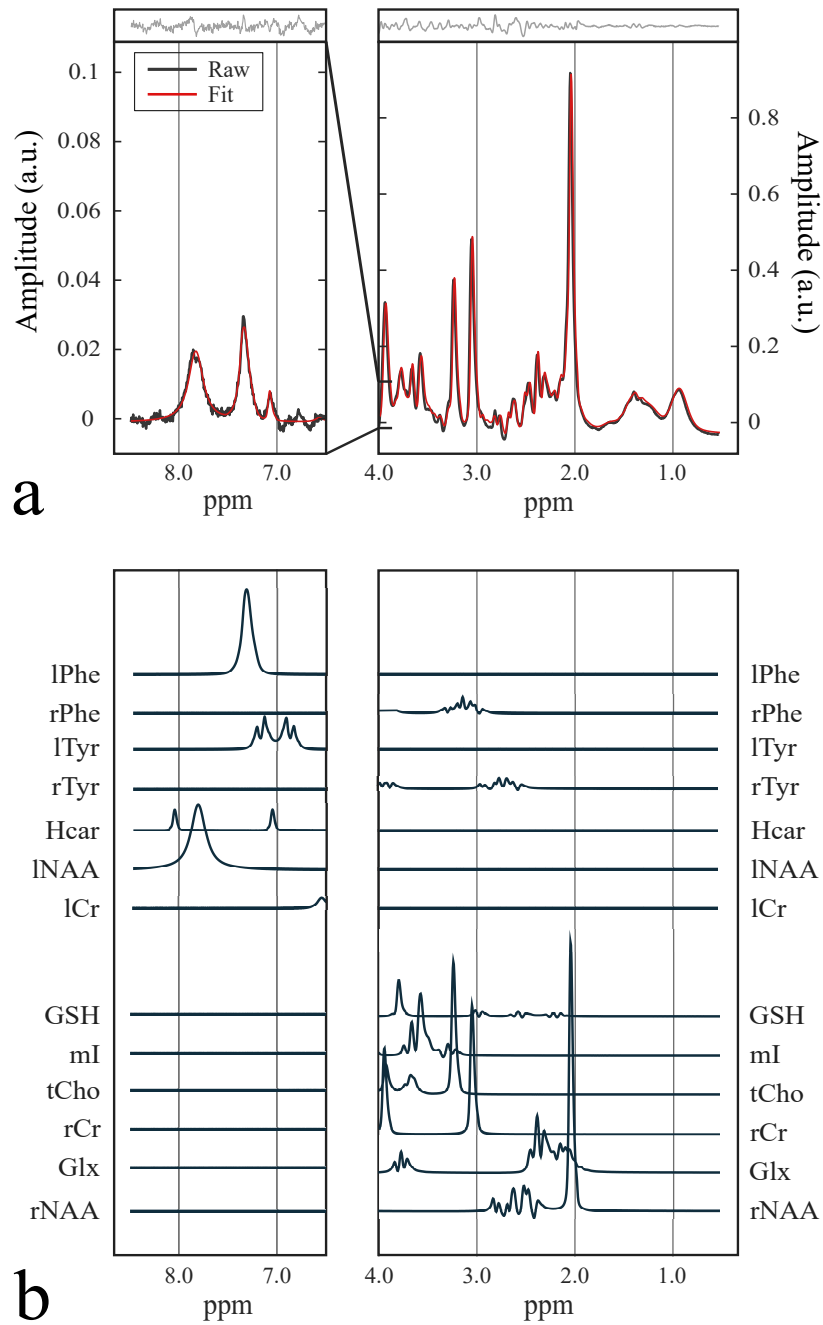 Raw
Fit
0.1
0.08
0.06
0.04
0.02
0
Amplitude (a.u.)
8.0 7.0
ppm
0.8
0.6
0.4
0.2
0
Amplitude (a.u.)
4.0 3.0 2.0 1.0
ppm
a
lPhe lPhe
rPhe rPhe
lTyr lTyr
rTyr rTyr
Hcar Hcar
lNAA lNAA
lCr lCr
GSH GSH
mI mI
tCho tCho
rCr rCr
Glx Glx
rNAA rNAA
8.0 7.0 4.0 3.0 2.0 1.0
ppm ppm
b